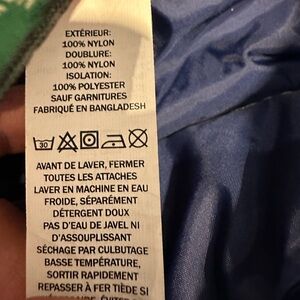 EXTÉRIEUR:
100% NYLON
DOUBLURE:
100% NYLON
ISOLATION:
100% POLYESTER
SAUF GARNITURES
FABRIQUÉ EN BANGLADESH
30
AVANT DE LAVER, FERMER
TOUTES LES ATTACHES
LAVER EN MACHINE EN EAU
FROIDE, SÉPARÉMENT
DÉTERGENT DOUX
PAS D'EAU DE JAVEL NI
D'ASSOUPLISSANT
SÉCHAGE PAR CULBUTAGE
BASSE TEMPÉRATURE,
SORTIR RAPIDEMENT
REPASSER À FER TIÈDE SI